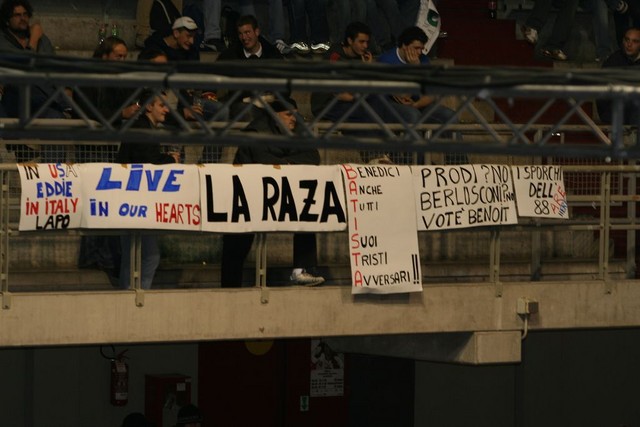 IN USA
EDDIE
IN ITALY
LAPO
LIVE
IN OUR HEARTS
LA RAZA
BENEDICI
ANCHE
TUTTI
I
SUOI
TRISTI
AVVERSARI!!
PRODI?NO
BERLUSCONI?NO
VOTÉ BENOIT
I SPORCHI
DELL'
88